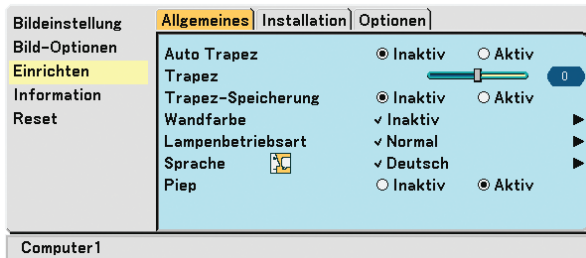 Bildeinstellung
Bild-Optionen
Einrichten
Information
Reset
Allgemeines Installation Optionen
Auto Trapez Inaktiv Aktiv
Trapez 0
Trapez-Speicherung Inaktiv Aktiv
Wandfarbe Inaktiv
Lampenbetriebsart Normal
Sprache Deutsch
Piep Inaktiv Aktiv
Computer1